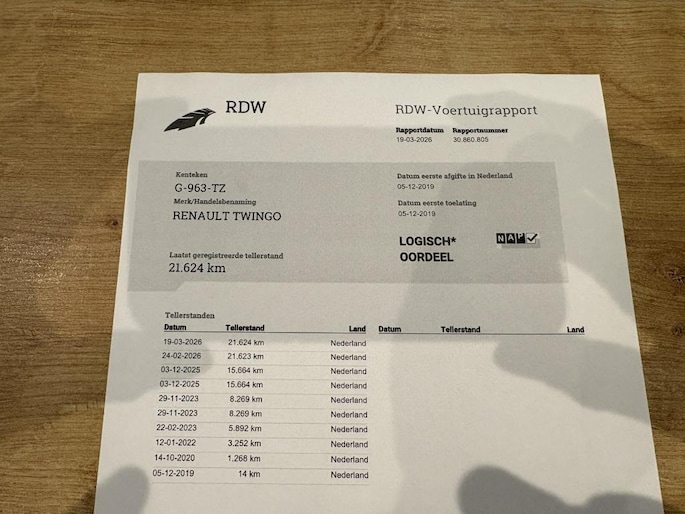 RDW
RDW-Voertuigrapport
Rapportdatum Rapportnummer
19-03-2026 30.860.805
Kenteken
G-963-TZ
Merk/Handelsbenaming
RENAULT TWINGO
Datum eerste afgifte in Nederland
05-12-2019
Datum eerste toelating
05-12-2019
LOGISCH*
OORDEEL
NAP
Laatst geregistreerde tellerstand
21.624 km
Tellerstanden
Datum Tellerstand Land Datum Tellerstand Land
19-03-2026 21.624 km Nederland
24-02-2026 21.623 km Nederland
03-12-2025 15.664 km Nederland
03-12-2025 15.664 km Nederland
29-11-2023 8.269 km Nederland
29-11-2023 8.269 km Nederland
22-02-2023 5.892 km Nederland
12-01-2022 3.252 km Nederland
14-10-2020 1.268 km Nederland
05-12-2019 14 km Nederland